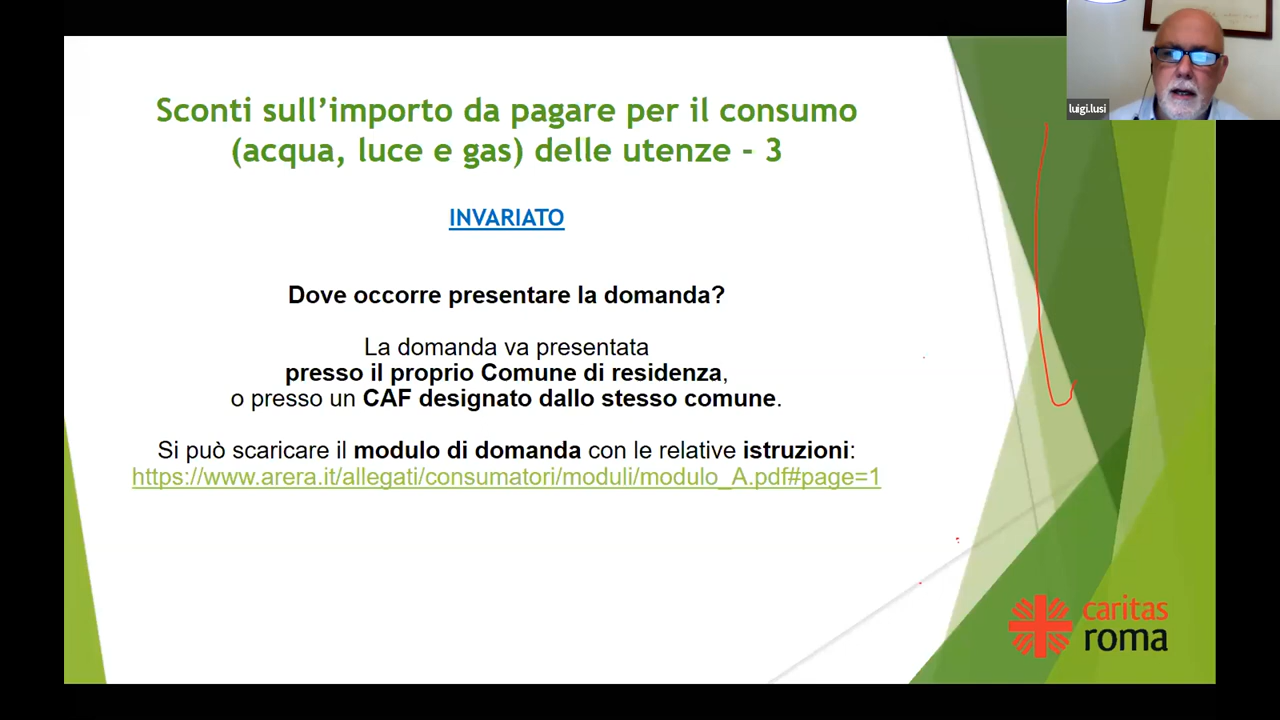 luigi.lusi
Sconti sull’importo da pagare per il consumo
(acqua, luce e gas) delle utenze - 3
INVARIATO
Dove occorre presentare la domanda?
La domanda va presentata
presso il proprio Comune di residenza,
o presso un CAF designato dallo stesso comune.
Si può scaricare il modulo di domanda con le relative istruzioni:
https://www.arera.it/allegati/consumatori/moduli/modulo_A.pdf#page=1
caritas
roma